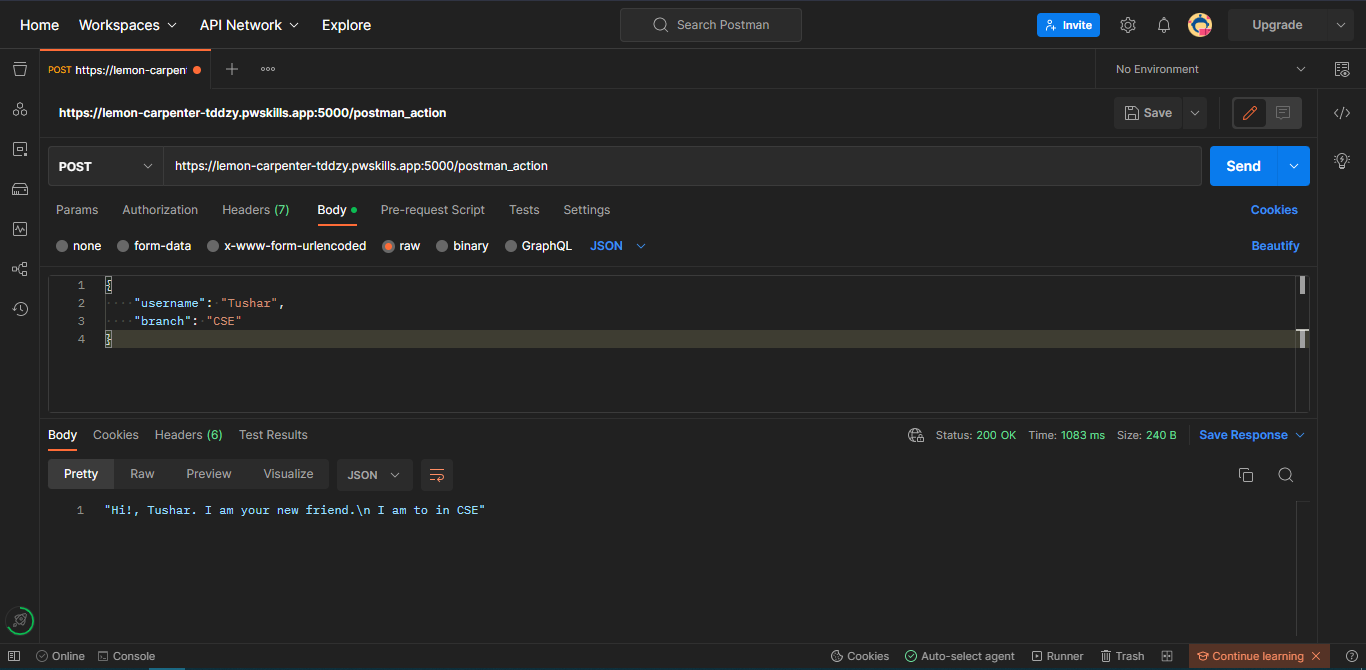 Home Workspaces API Network Explore Search Postman Invite Upgrade
POST https://lemon-carpen No Environment
https://lemon-carpenter-tddzy.pwskills.app:5000/postman_action Save
POST https://lemon-carpenter-tddzy.pwskills.app:5000/postman_action Send
Params Authorization Headers (7) Body Pre-request Script Tests Settings Cookies
none form-data x-www-form-urlencoded raw binary GraphQL JSON Beautify
1 {
2 "username": "Tushar",
3 "branch": "CSE"
4 }
Body Cookies Headers (6) Test Results Status: 200 OK Time: 1083 ms Size: 240 B Save Response
Pretty Raw Preview Visualize JSON
1 "Hi!, Tushar. I am your new friend.\n I am to in CSE"
Online Console Cookies Auto-select agent Runner Trash Continue learning